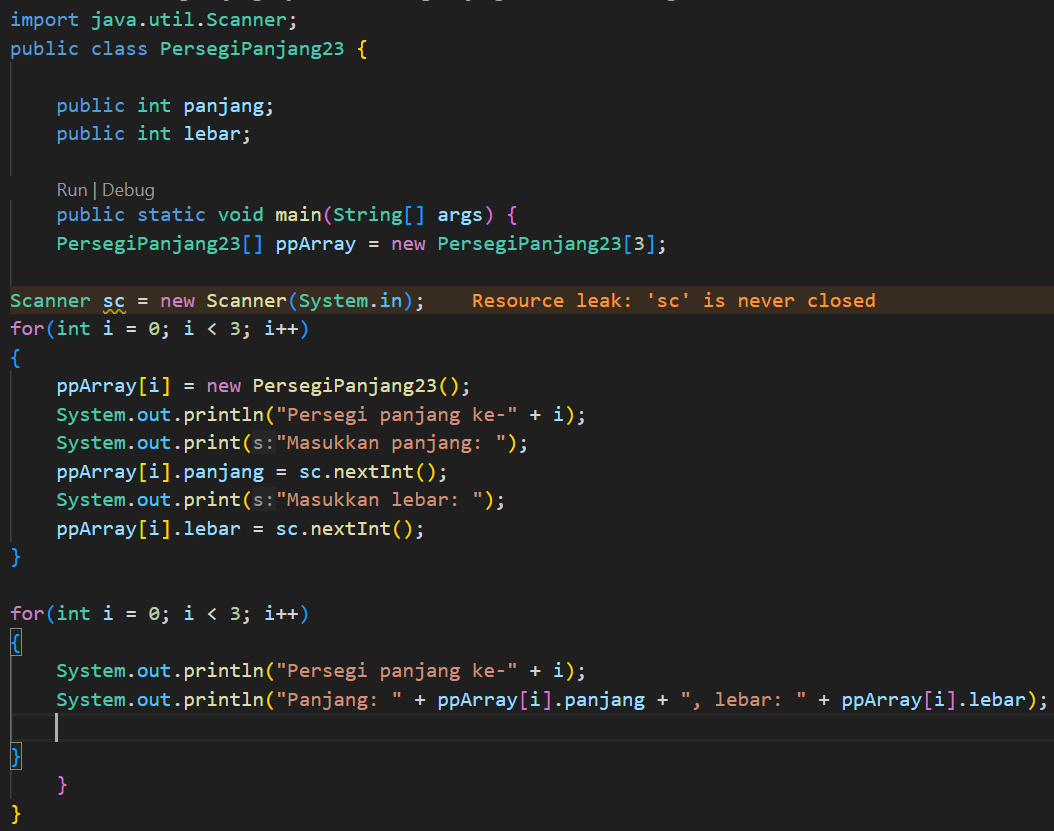 import java.util.Scanner;
public class PersegiPanjang23 {
public int panjang;
public int lebar;
Run | Debug
public static void main(String[] args) {
PersegiPanjang23[] ppArray = new PersegiPanjang23[3];
Scanner sc = new Scanner(System.in);    Resource leak: 'sc' is never closed
for(int i = 0; i < 3; i++)
{
ppArray[i] = new PersegiPanjang23();
System.out.println("Persegi panjang ke-" + i);
System.out.print(s:"Masukkan panjang: ");
ppArray[i].panjang = sc.nextInt();
System.out.print(s:"Masukkan lebar: ");
ppArray[i].lebar = sc.nextInt();
}
for(int i = 0; i < 3; i++)
{
System.out.println("Persegi panjang ke-" + i);
System.out.println("Panjang: " + ppArray[i].panjang + ", lebar: " + ppArray[i].lebar);
}
}
}